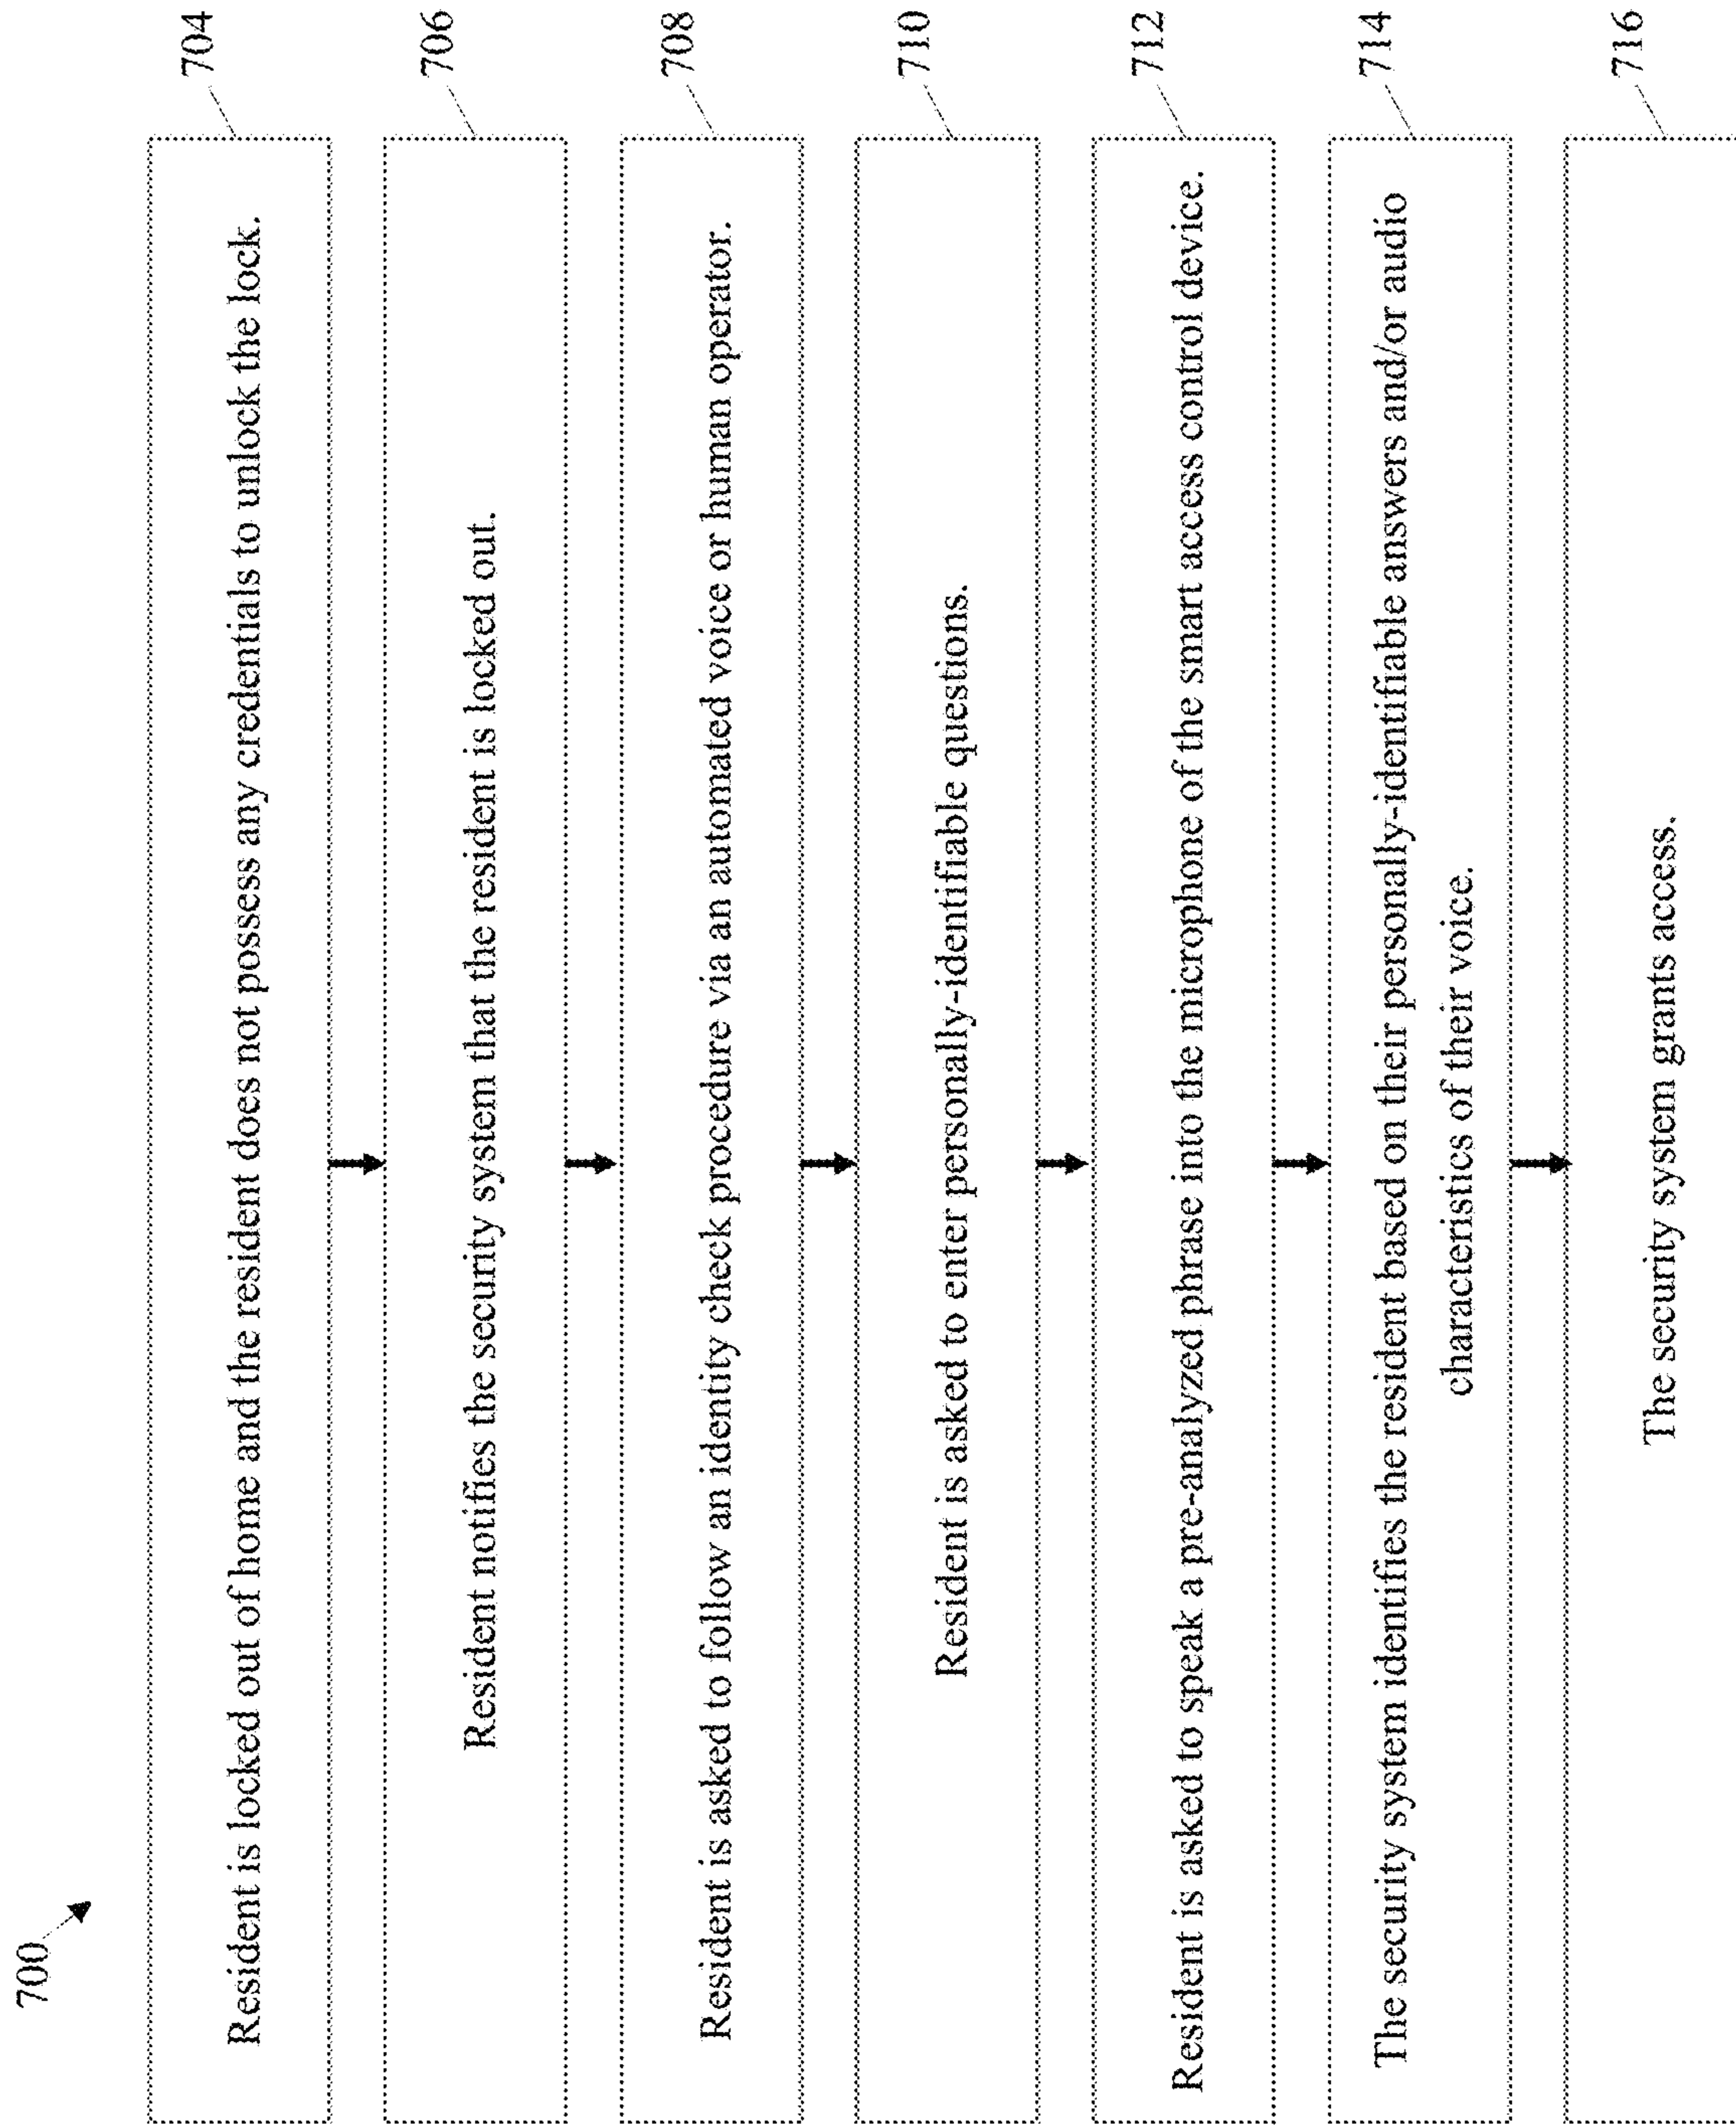 700
Resident is locked out of home and the resident does not possess any credentials to unlock the lock.
704
Resident notifies the security system that the resident is locked out.
706
Resident is asked to follow an identity check procedure via an automated voice or human operator.
708
Resident is asked to enter personally-identifiable questions.
710
Resident is asked to speak a pre-analyzed phrase into the microphone of the smart access control device.
712
The security system identifies the resident based on their personally-identifiable answers and/or audio
characteristics of their voice.
714
The security system grants access.
716